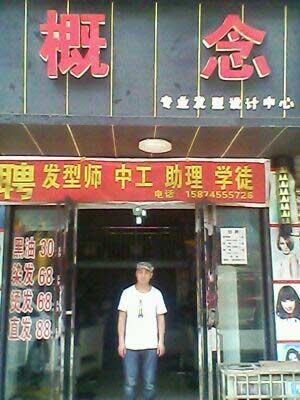 概念
专业发型设计中心
聘 发型师 中工 助理 学徒
电话 15874555726
黑油 30
染发 68
烫发 68
直发 88